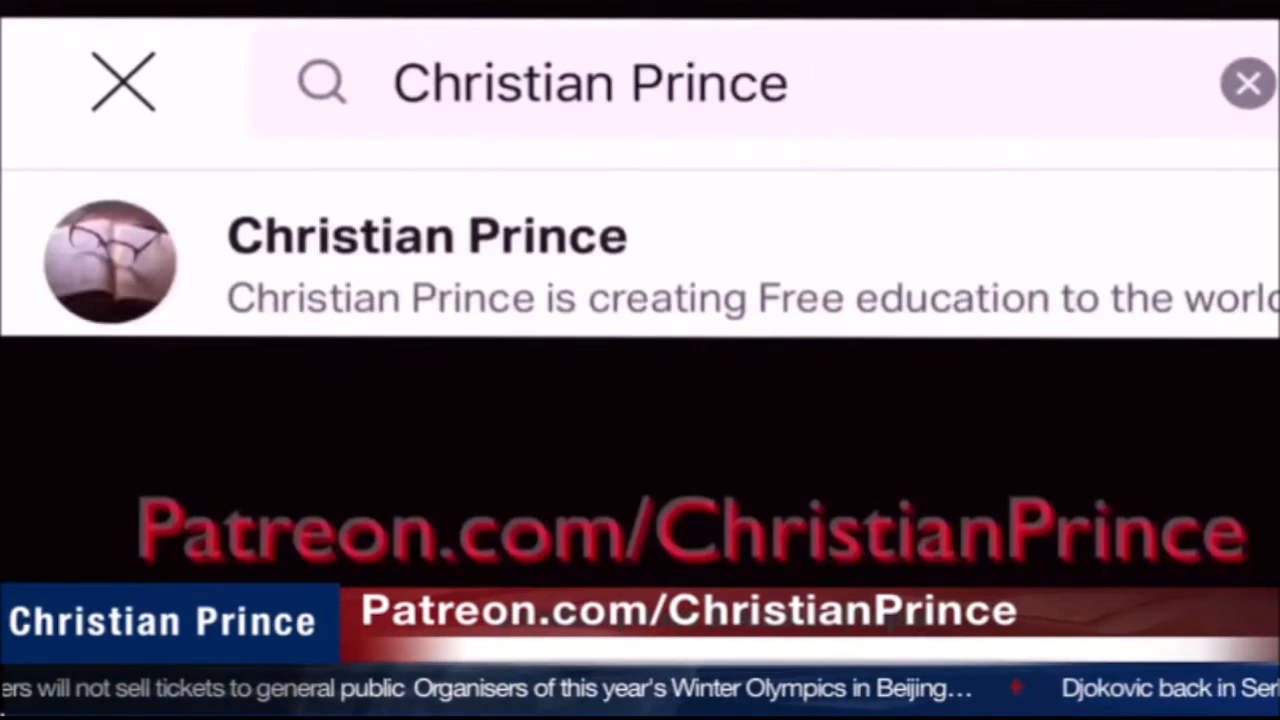 Christian Prince
Christian Prince
Christian Prince is creating Free education to the world
Patreon.com/ChristianPrince
Christian Prince
Patreon.com/ChristianPrince
ers will not sell tickets to general public Organisers of this year's Winter Olympics in Beijing... Djokovic back in Ser